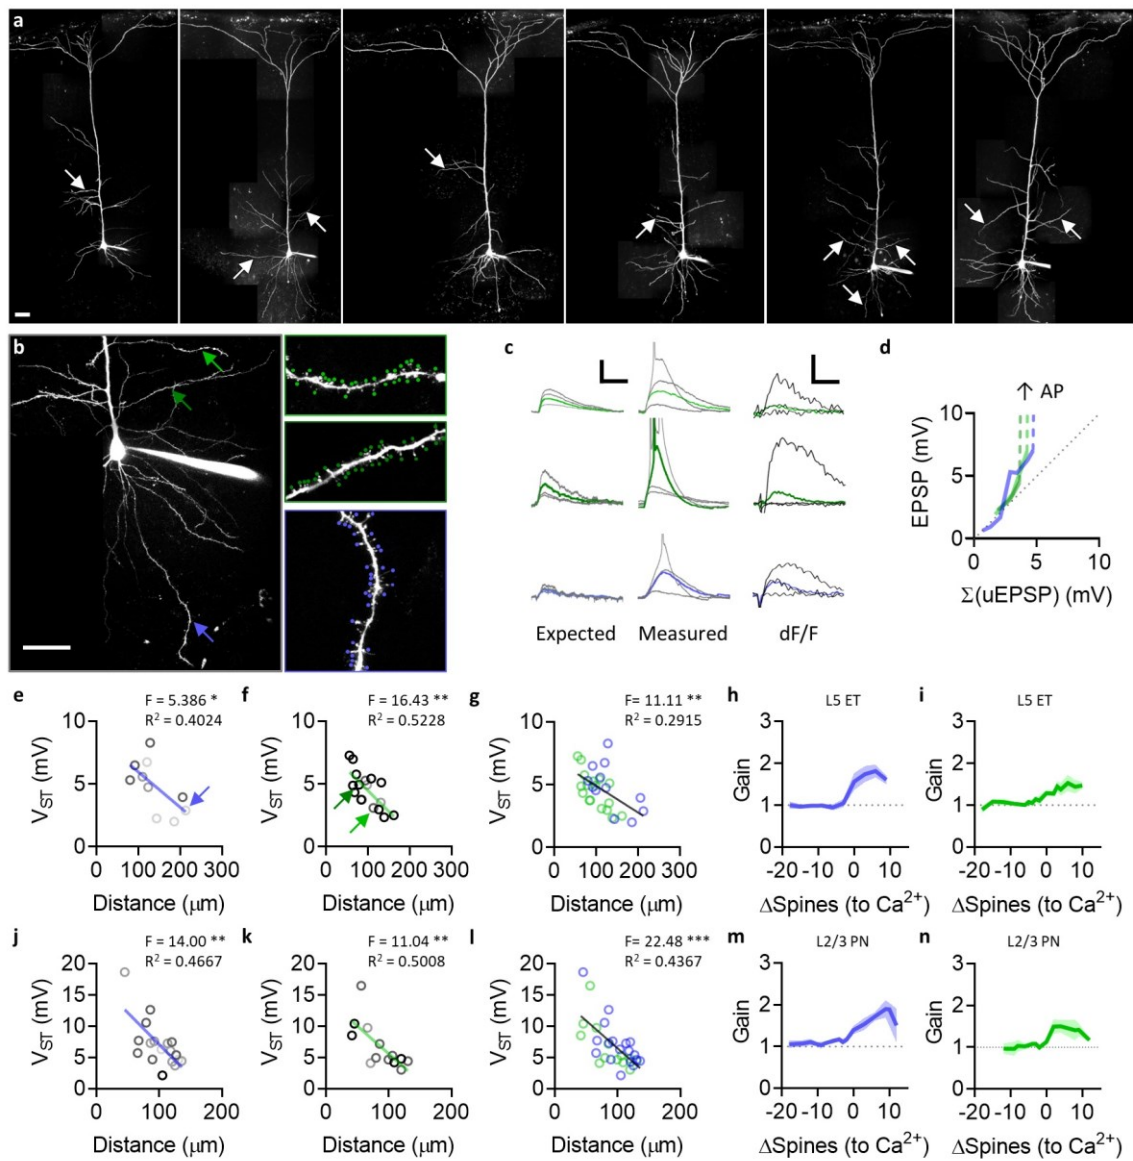 a
b
c
d
↑ AP
EPSP (mV)
10
5
0
0 5 10
Σ(uEPSP) (mV)
Expected Measured dF/F
e
F = 5.386 *
R² = 0.4024
VST (mV)
10
5
0
0 100 200 300
Distance (μm)
f
F = 16.43 **
R² = 0.5228
VST (mV)
10
5
0
0 100 200 300
Distance (μm)
g
F= 11.11 **
R² = 0.2915
VST (mV)
10
5
0
0 100 200 300
Distance (μm)
h
L5 ET
Gain
3
2
1
0
-20 -10 0 10
ΔSpines (to Ca²⁺)
i
L5 ET
Gain
3
2
1
0
-20 -10 0 10
ΔSpines (to Ca²⁺)
j
F = 14.00 **
R² = 0.4667
VST (mV)
20
15
10
5
0
0 100 200
Distance (μm)
k
F = 11.04 **
R² = 0.5008
VST (mV)
20
15
10
5
0
0 100 200
Distance (μm)
l
F= 22.48 ***
R² = 0.4367
VST (mV)
20
15
10
5
0
0 100 200
Distance (μm)
m
L2/3 PN
Gain
3
2
1
0
-20 -10 0 10
ΔSpines (to Ca²⁺)
n
L2/3 PN
Gain
3
2
1
0
-20 -10 0 10
ΔSpines (to Ca²⁺)